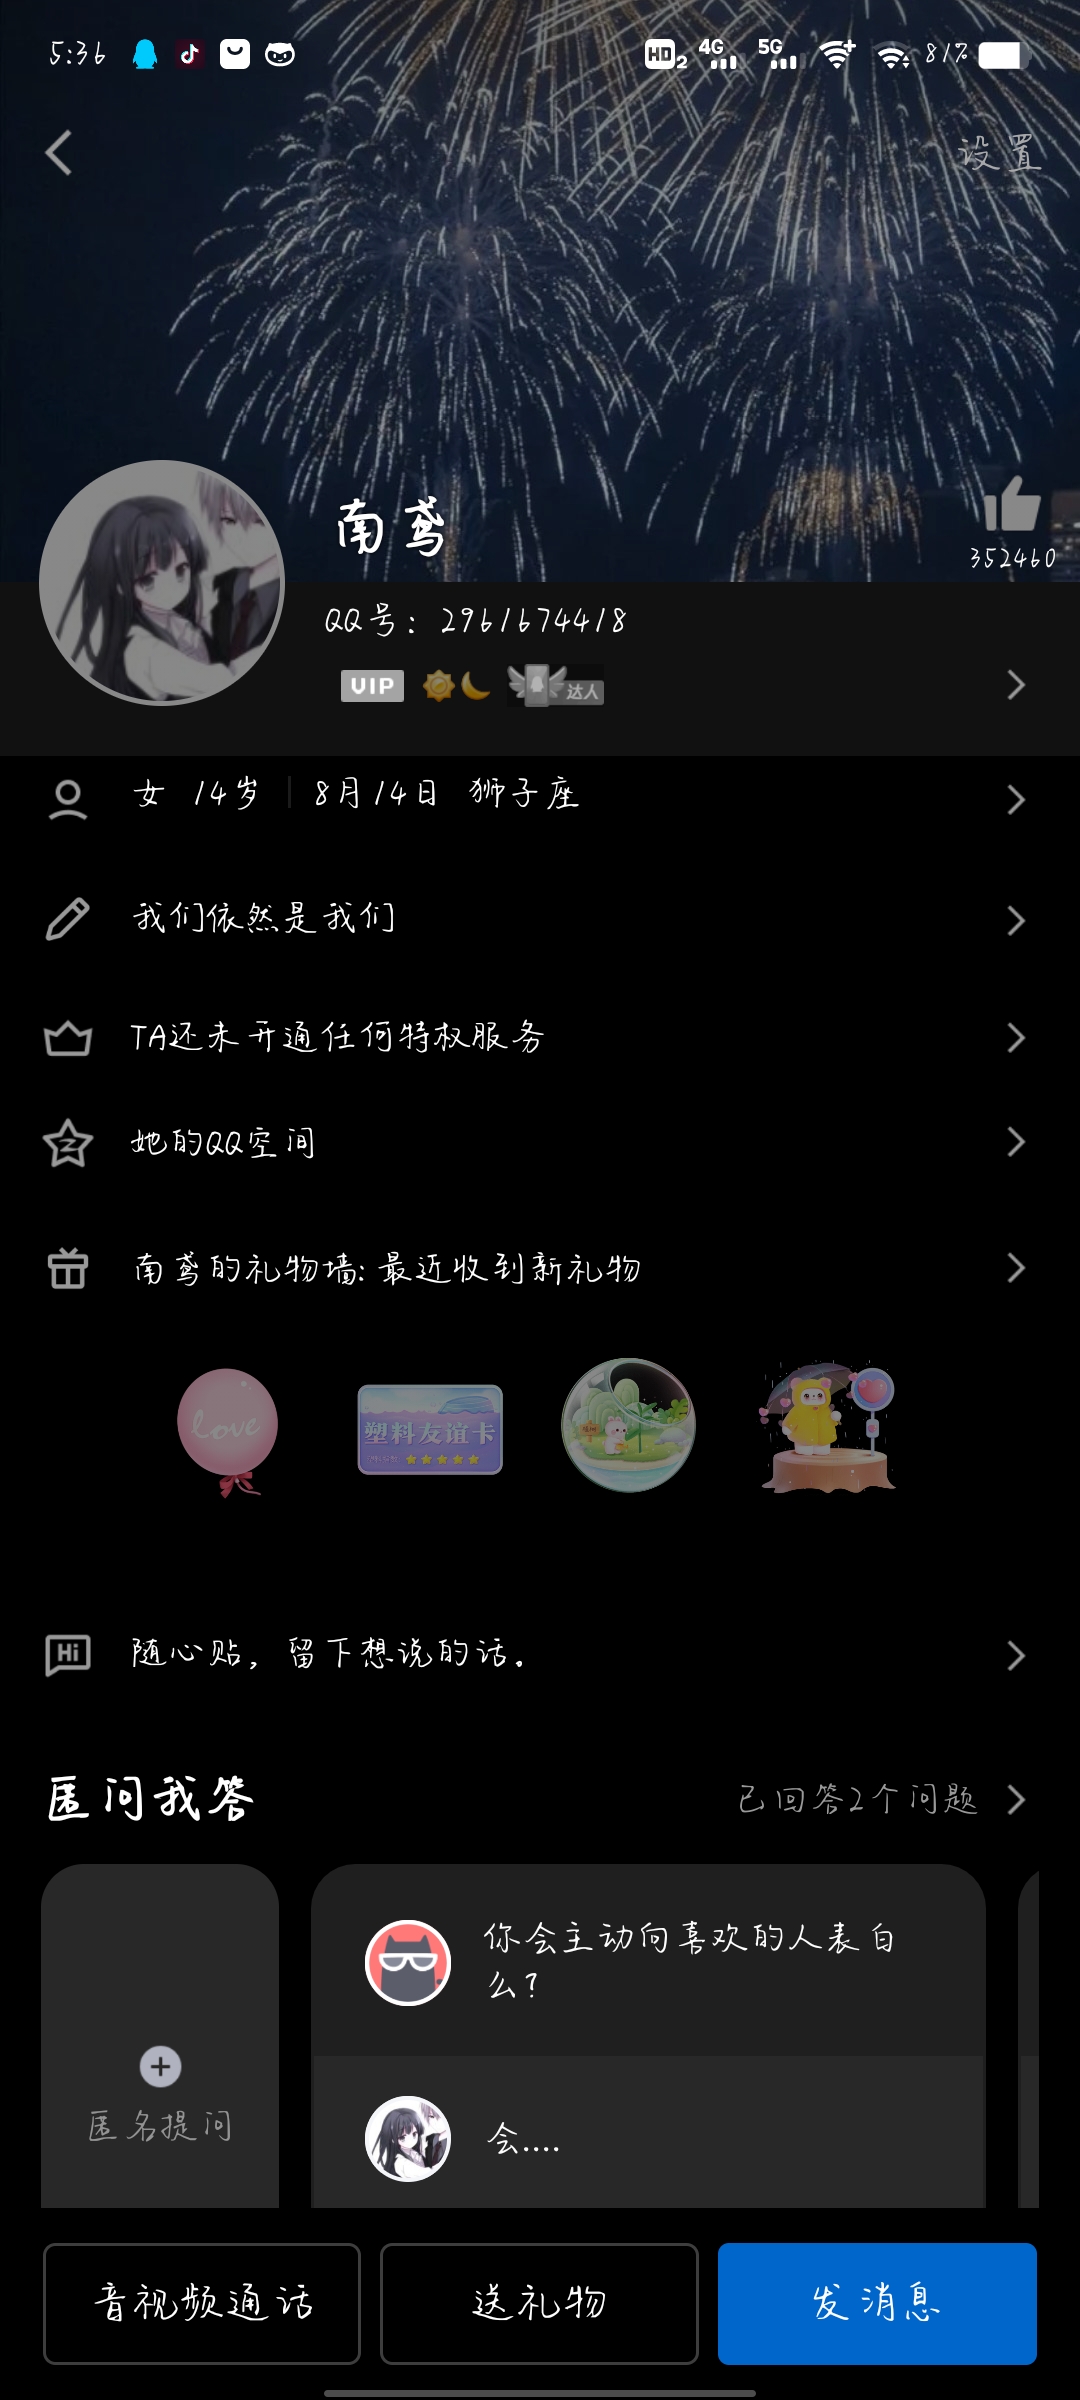 5:36
HD2 4G 5G 81%
设置
南鸢
352460
QQ号：2961674418
VIP 达人
女 14岁 8月14日 狮子座
我们依然是我们
TA还未开通任何特权服务
她的QQ空间
南鸢的礼物墙: 最近收到新礼物
love
塑料友谊卡
Hi
随心贴，留下想说的话。
匿问我答
已回答2个问题
你会主动向喜欢的人表白
么?
匿名提问
会....
音视频通话
送礼物
发消息